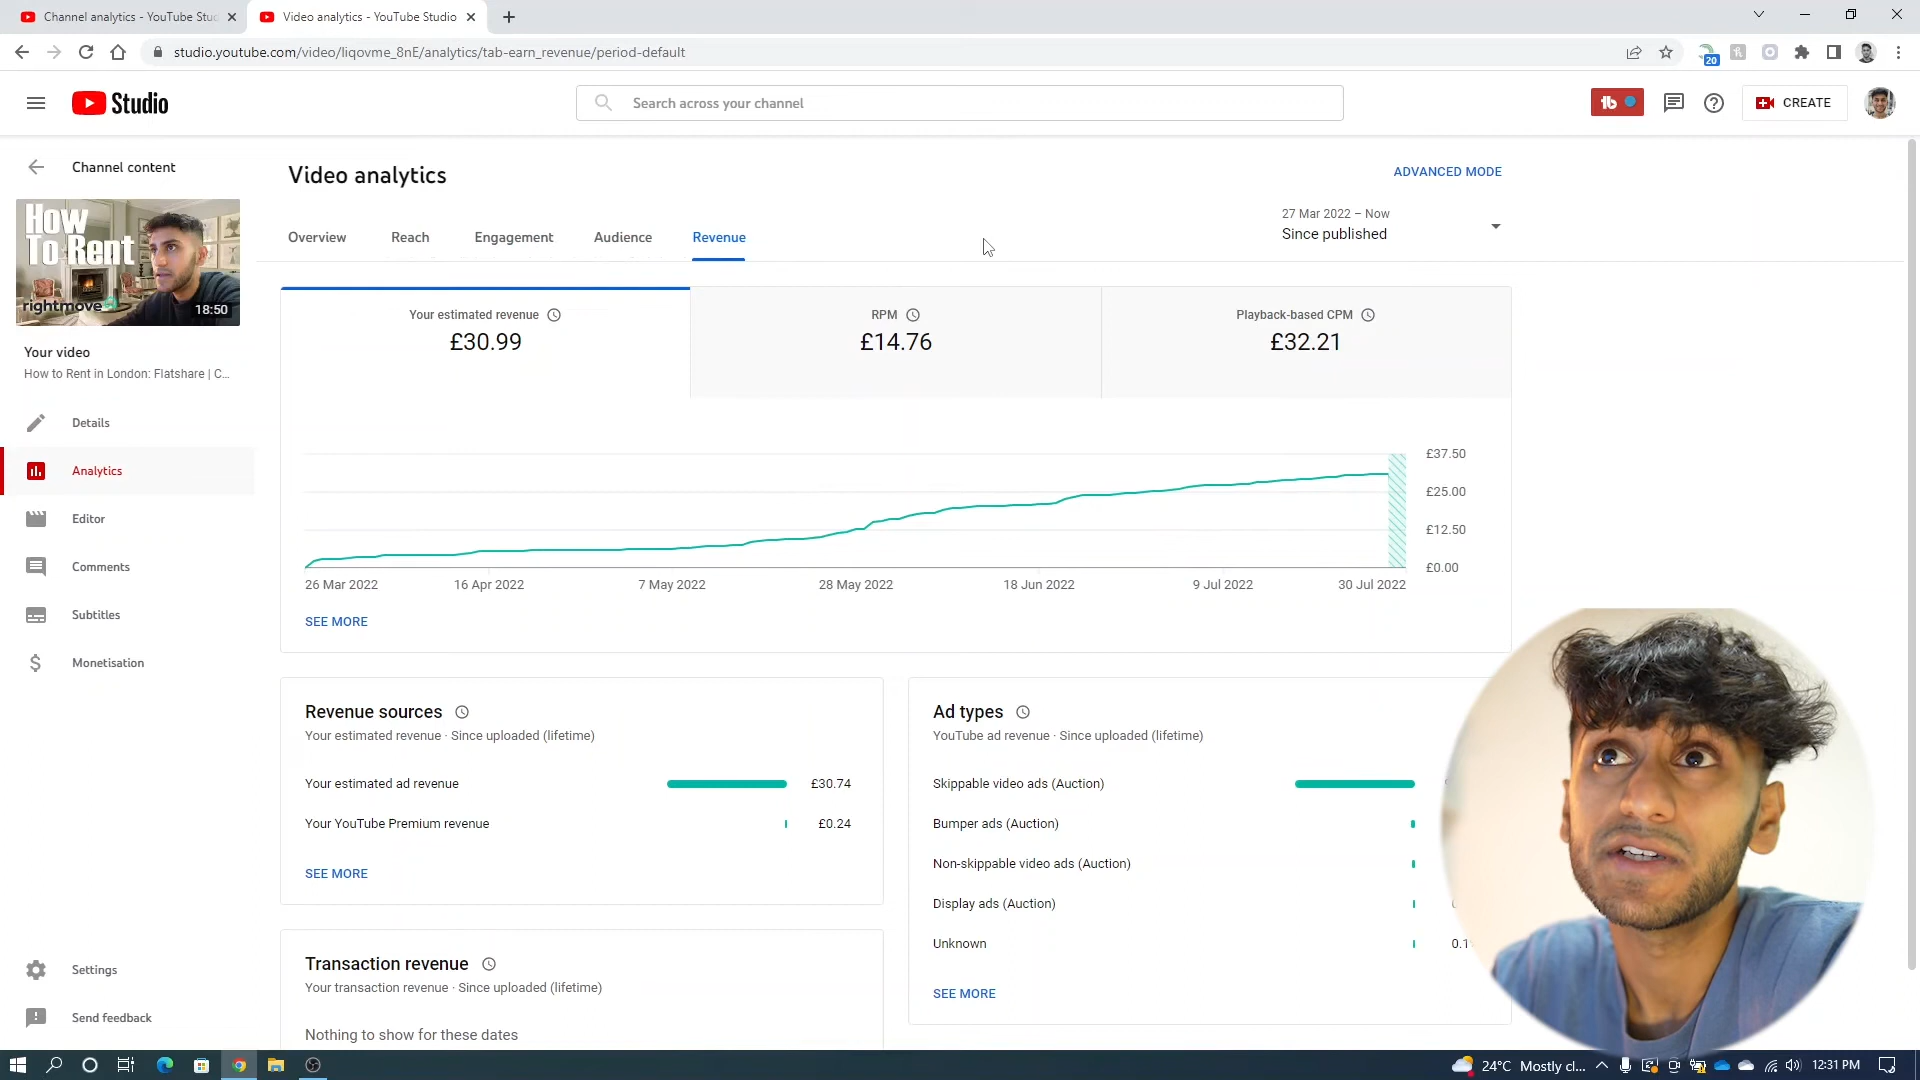 Channel analytics - YouTube Stuc
Video analytics - YouTube Studio
studio.youtube.com/video/liqovme_8nE/analytics/tab-earn_revenue/period-default
20
Studio
Search across your channel
CREATE
Channel content
How
To Rent
rightmove
18:50
Your video
How to Rent in London: Flatshare | C...
Details
Analytics
Editor
Comments
Subtitles
Monetisation
Settings
Send feedback
Video analytics
ADVANCED MODE
Overview
Reach
Engagement
Audience
Revenue
27 Mar 2022 – Now
Since published
Your estimated revenue
£30.99
RPM
£14.76
Playback-based CPM
£32.21
£37.50
£25.00
£12.50
£0.00
26 Mar 2022
16 Apr 2022
7 May 2022
28 May 2022
18 Jun 2022
9 Jul 2022
30 Jul 2022
SEE MORE
Revenue sources
Your estimated revenue · Since uploaded (lifetime)
Your estimated ad revenue £30.74
Your YouTube Premium revenue £0.24
SEE MORE
Transaction revenue
Your transaction revenue · Since uploaded (lifetime)
Nothing to show for these dates
Ad types
YouTube ad revenue · Since uploaded (lifetime)
Skippable video ads (Auction)
Bumper ads (Auction)
Non-skippable video ads (Auction)
Display ads (Auction)
Unknown
SEE MORE
24°C Mostly cl...
12:31 PM